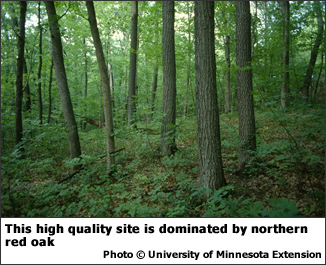 This high quality site is dominated by northern
red oak
Photo © University of Minnesota Extension